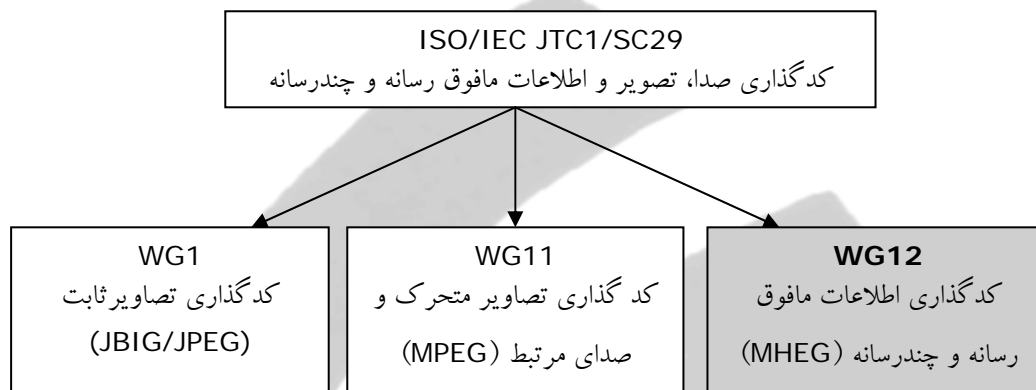 ISO/IEC JTC1/SC29
کدگذاری صدا، تصویر و اطلاعات مافوق رسانه و چندرسانه
WG1
کدگذاری تصاویرثابت
(JBIG/JPEG)
WG11
کد گذاری تصاویر متحرک و
صدای مرتبط (MPEG)
WG12
کدگذاری اطلاعات مافوق
رسانه و چندرسانه (MHEG)